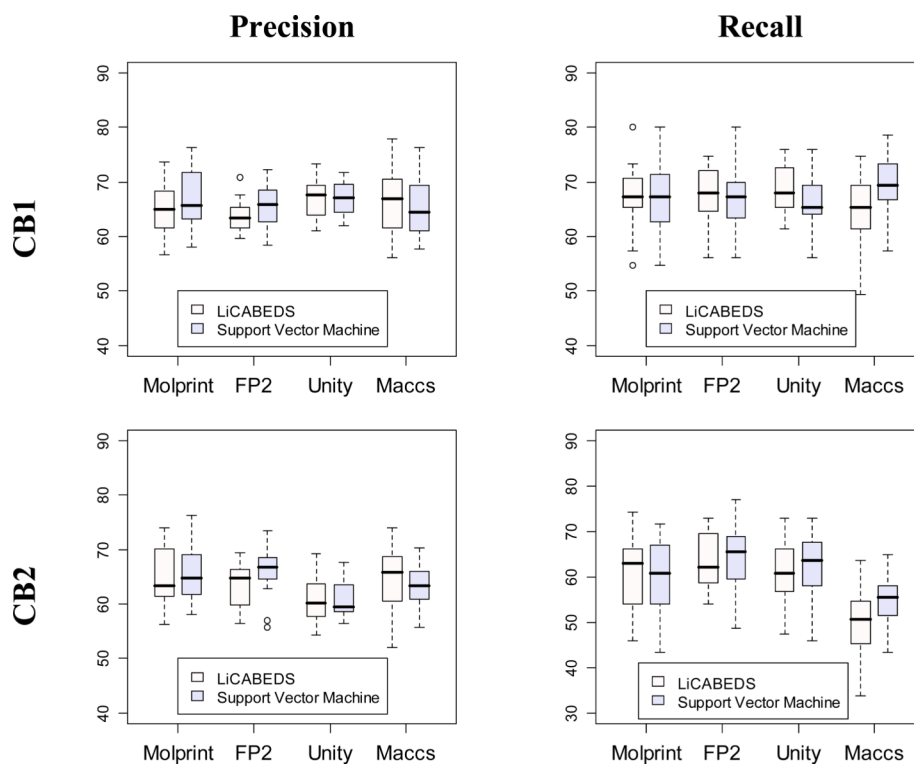 Precision
Recall
CB1
90
80
70
60
50
40
LiCABEDS
Support Vector Machine
Molprint FP2 Unity Maccs
90
80
70
60
50
40
LiCABEDS
Support Vector Machine
Molprint FP2 Unity Maccs
CB2
90
80
70
60
50
40
LiCABEDS
Support Vector Machine
Molprint FP2 Unity Maccs
90
80
70
60
50
40
30
LiCABEDS
Support Vector Machine
Molprint FP2 Unity Maccs